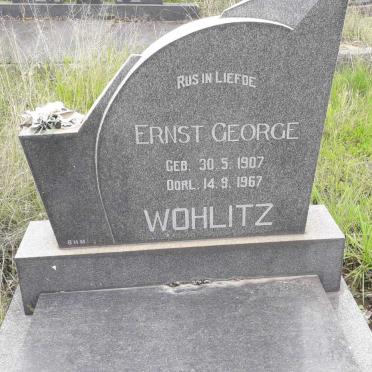 RUS IN LIEFDE
ERNST GEORGE
GEB. 30.5.1907
OORL. 14.9.1967
WOHLITZ